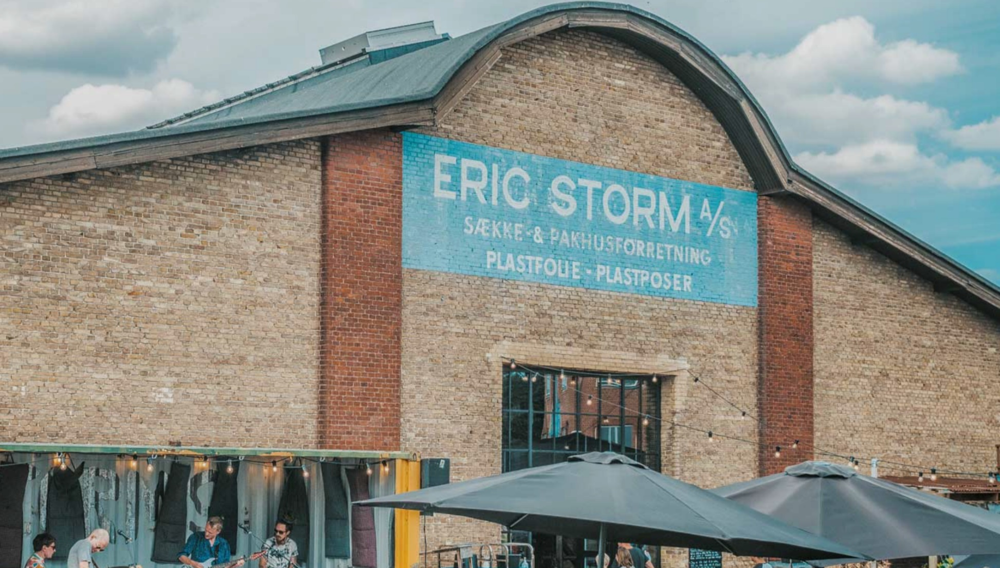 ERIC STORM A/S
SÆKKE-& PAKHUSFORRETNING
PLASTFOLIE - PLASTPOSER